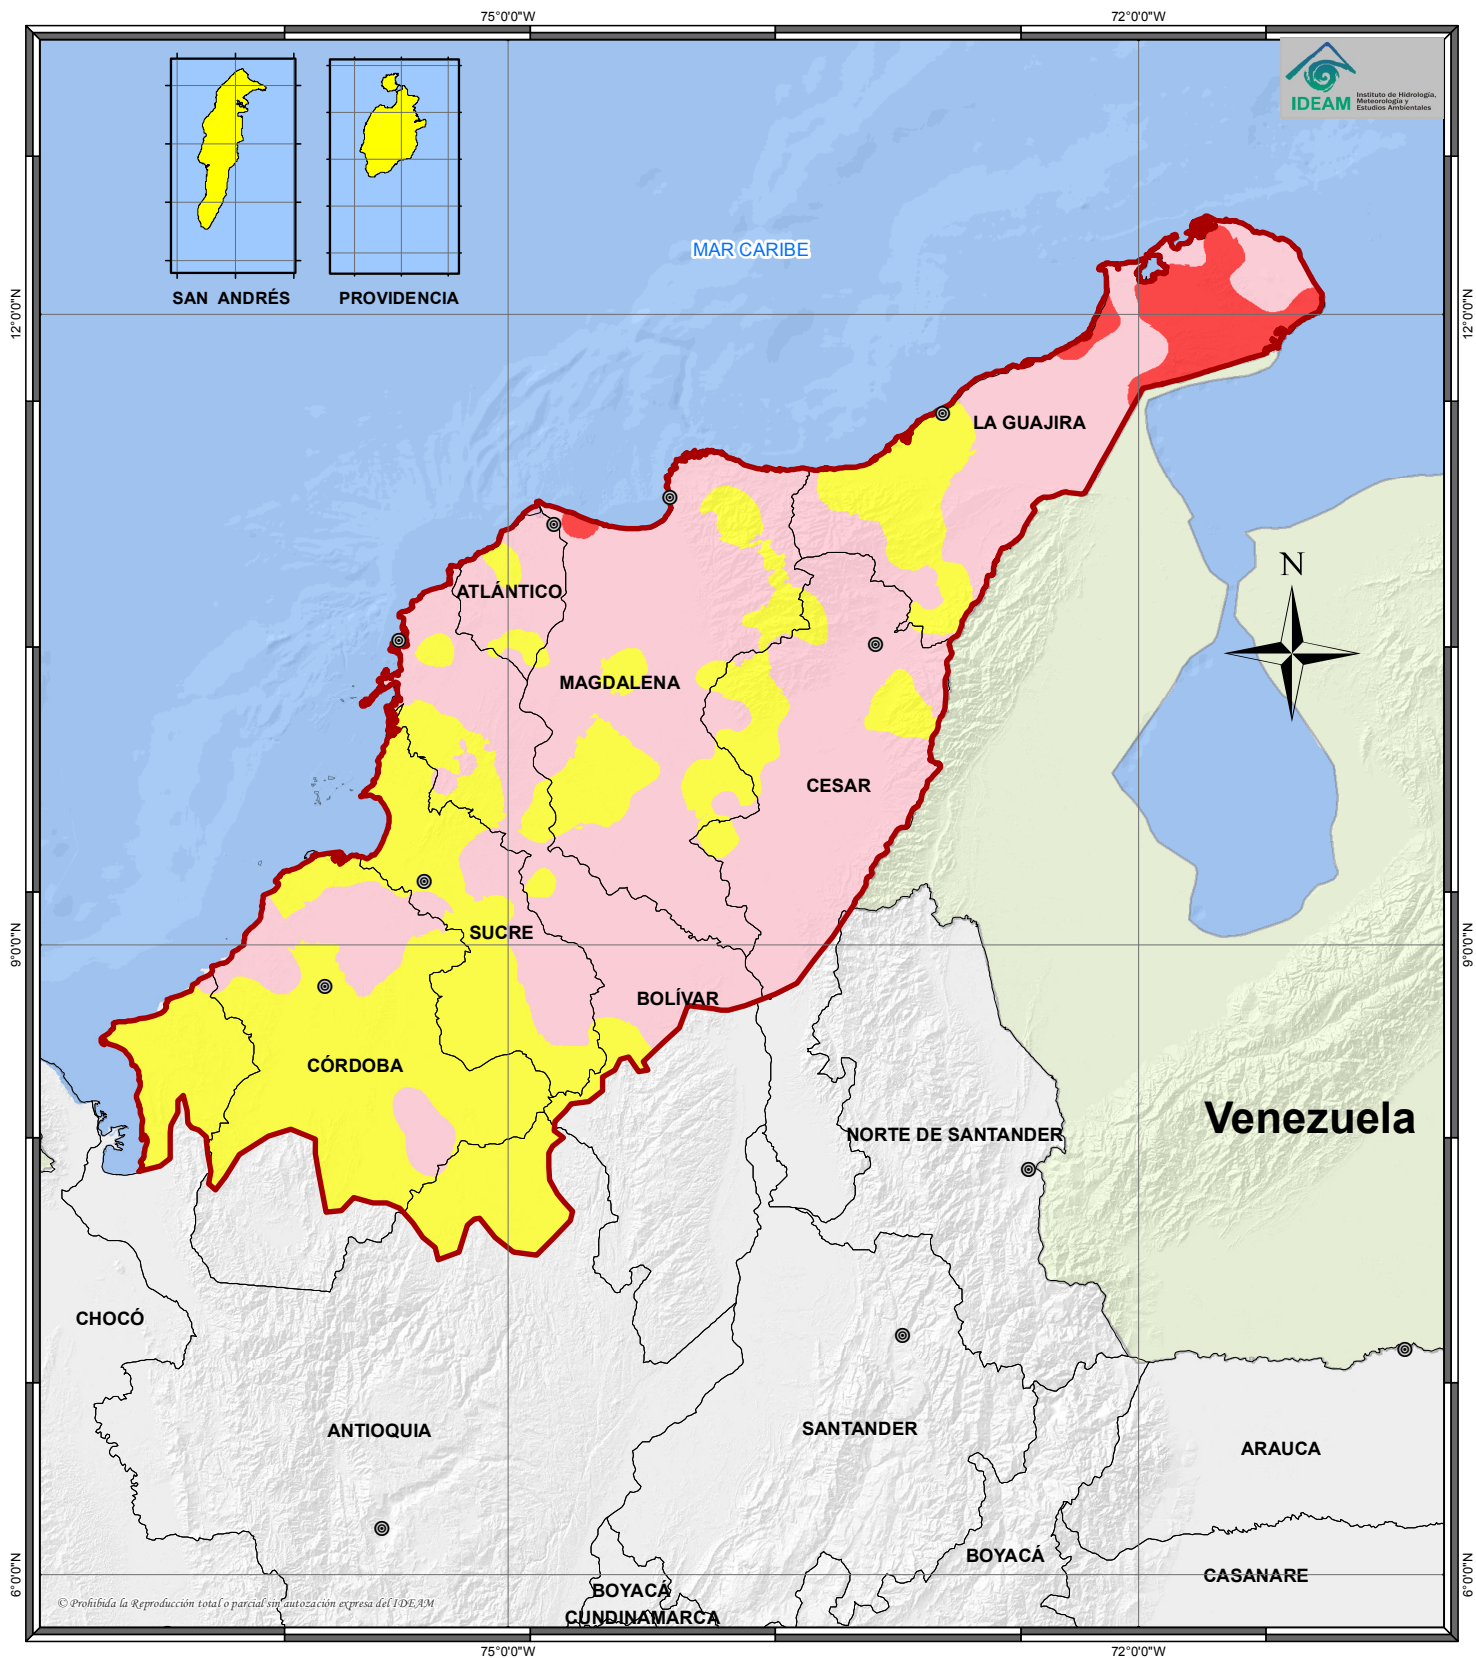 75°0'0"W
72°0'0"W
IDEAM
Instituto de Hidrología,
Meteorología y
Estudios Ambientales
MAR CARIBE
SAN ANDRÉS
PROVIDENCIA
12°0'0"N
12°0'0"N
LA GUAJIRA
N
ATLÁNTICO
MAGDALENA
CESAR
SUCRE
9°0'0"N
9°0'0"N
BOLÍVAR
CÓRDOBA
Venezuela
NORTE DE SANTANDER
CHOCÓ
ANTIOQUIA
SANTANDER
ARAUCA
BOYACÁ
CASANARE
6°0'0"N
6°0'0"N
BOYACÁ
© Prohibida la Reproducción total o parcial sin autozación expresa del IDEAM
CUNDINAMARCA
75°0'0"W
72°0'0"W